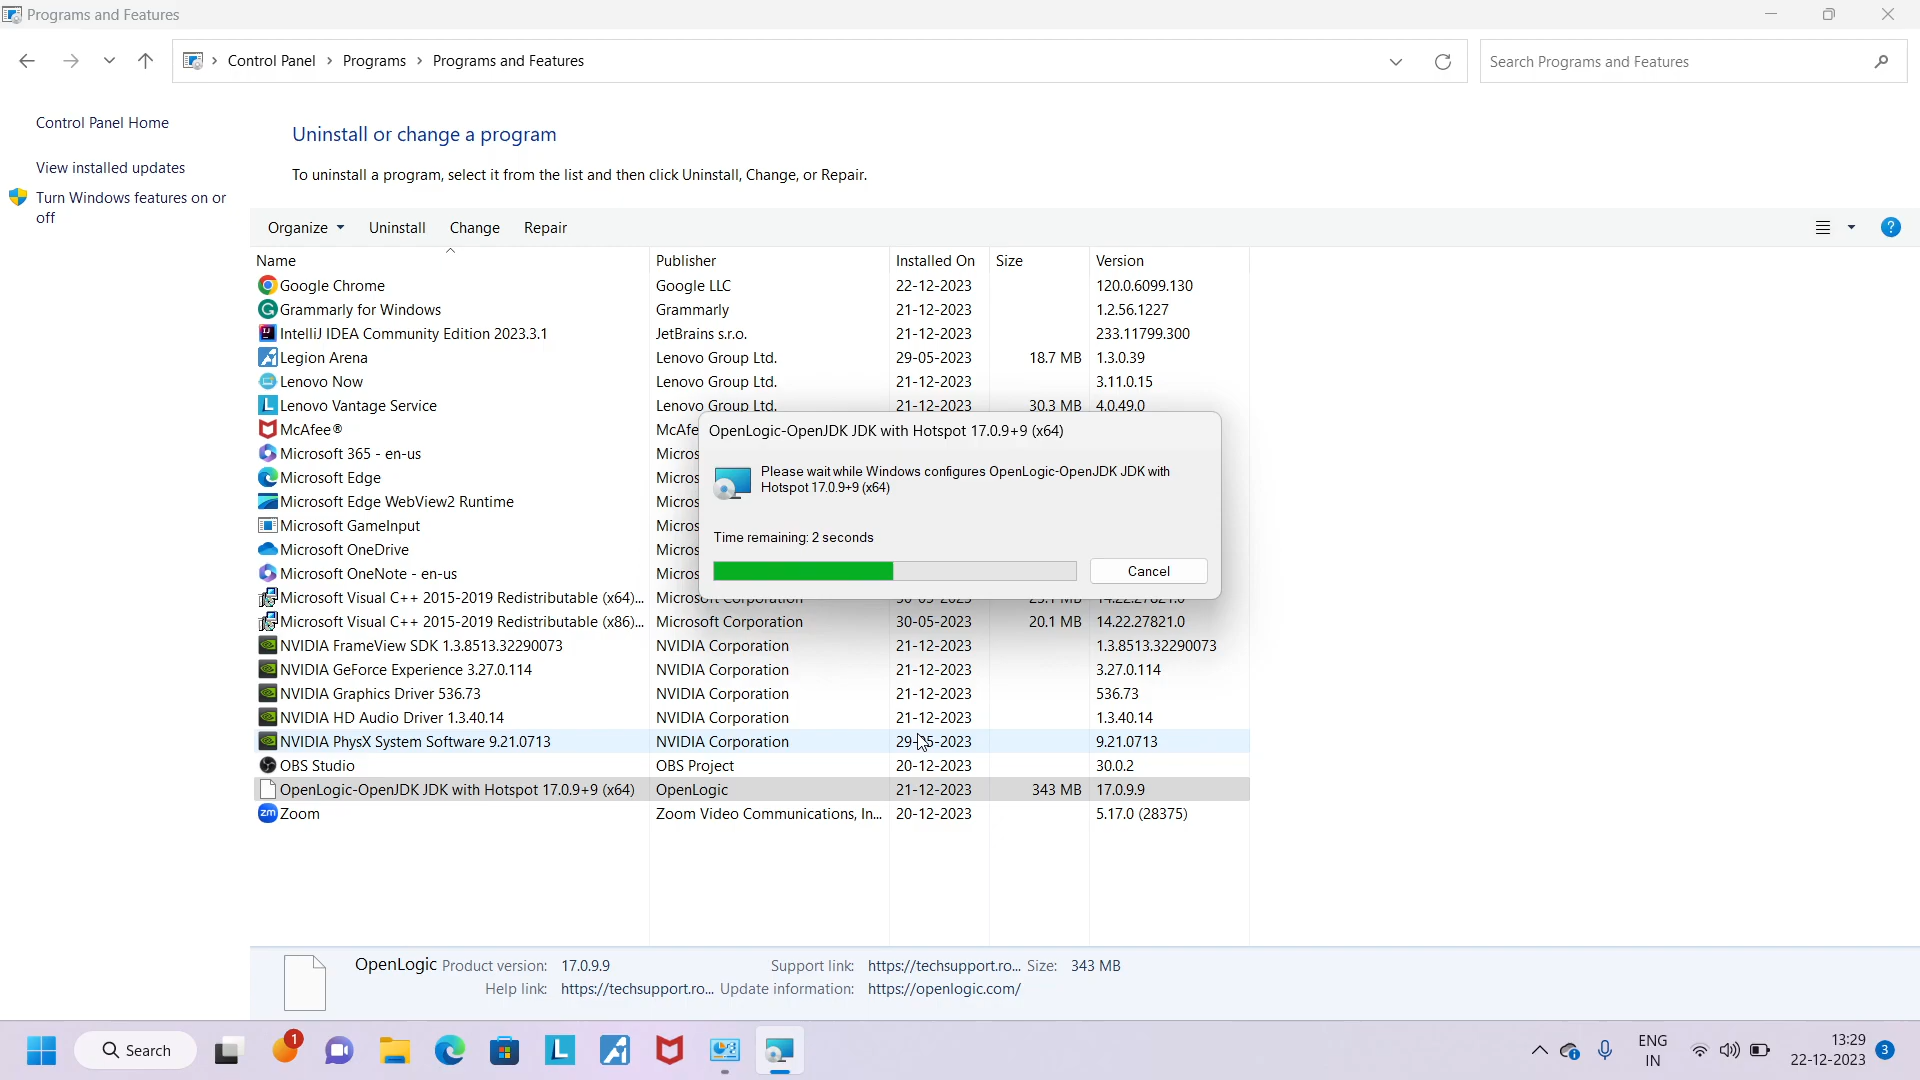 Programs and Features
Control Panel
Programs
Programs and Features
Search Programs and Features
Control Panel Home
View installed updates
Turn Windows features on or
off
Uninstall or change a program
To uninstall a program, select it from the list and then click Uninstall, Change, or Repair.
Organize Uninstall Change Repair
Name Publisher Installed On Size Version
Google Chrome Google LLC 22-12-2023 120.0.6099.130
Grammarly for Windows Grammarly 21-12-2023 1.2.56.1227
IntelliJ IDEA Community Edition 2023.3.1 JetBrains s.r.o. 21-12-2023 233.11799.300
Legion Arena Lenovo Group Ltd. 29-05-2023 18.7 MB 1.3.0.39
Lenovo Now Lenovo Group Ltd. 21-12-2023 3.11.0.15
Lenovo Vantage Service Lenovo Group Ltd. 21-12-2023 30.3 MB 4.0.49.0
McAfee® McAfe
Microsoft 365 - en-us Micros
Microsoft Edge Micros
Microsoft Edge WebView2 Runtime Micros
Microsoft GameInput Micros
Microsoft OneDrive Micros
Microsoft OneNote - en-us Micros
Microsoft Visual C++ 2015-2019 Redistributable (x64)... Microsoft Corporation
Microsoft Visual C++ 2015-2019 Redistributable (x86)... Microsoft Corporation 30-05-2023 20.1 MB 14.22.27821.0
NVIDIA FrameView SDK 1.3.8513.32290073 NVIDIA Corporation 21-12-2023 1.3.8513.32290073
NVIDIA GeForce Experience 3.27.0.114 NVIDIA Corporation 21-12-2023 3.27.0.114
NVIDIA Graphics Driver 536.73 NVIDIA Corporation 21-12-2023 536.73
NVIDIA HD Audio Driver 1.3.40.14 NVIDIA Corporation 21-12-2023 1.3.40.14
NVIDIA PhysX System Software 9.21.0713 NVIDIA Corporation 29-05-2023 9.21.0713
OBS Studio OBS Project 20-12-2023 30.0.2
OpenLogic-OpenJDK JDK with Hotspot 17.0.9+9 (x64) OpenLogic 21-12-2023 343 MB 17.0.9.9
Zoom Zoom Video Communications, In... 20-12-2023 5.17.0 (28375)
OpenLogic-OpenJDK JDK with Hotspot 17.0.9+9 (x64)
Please wait while Windows configures OpenLogic-OpenJDK JDK with
Hotspot 17.0.9+9 (x64)
Time remaining: 2 seconds
Cancel
OpenLogic Product version: 17.0.9.9 Support link: https://techsupport.ro... Size: 343 MB
Help link: https://techsupport.ro... Update information: https://openlogic.com/
Search
1
ENG
IN
13:29
22-12-2023
3